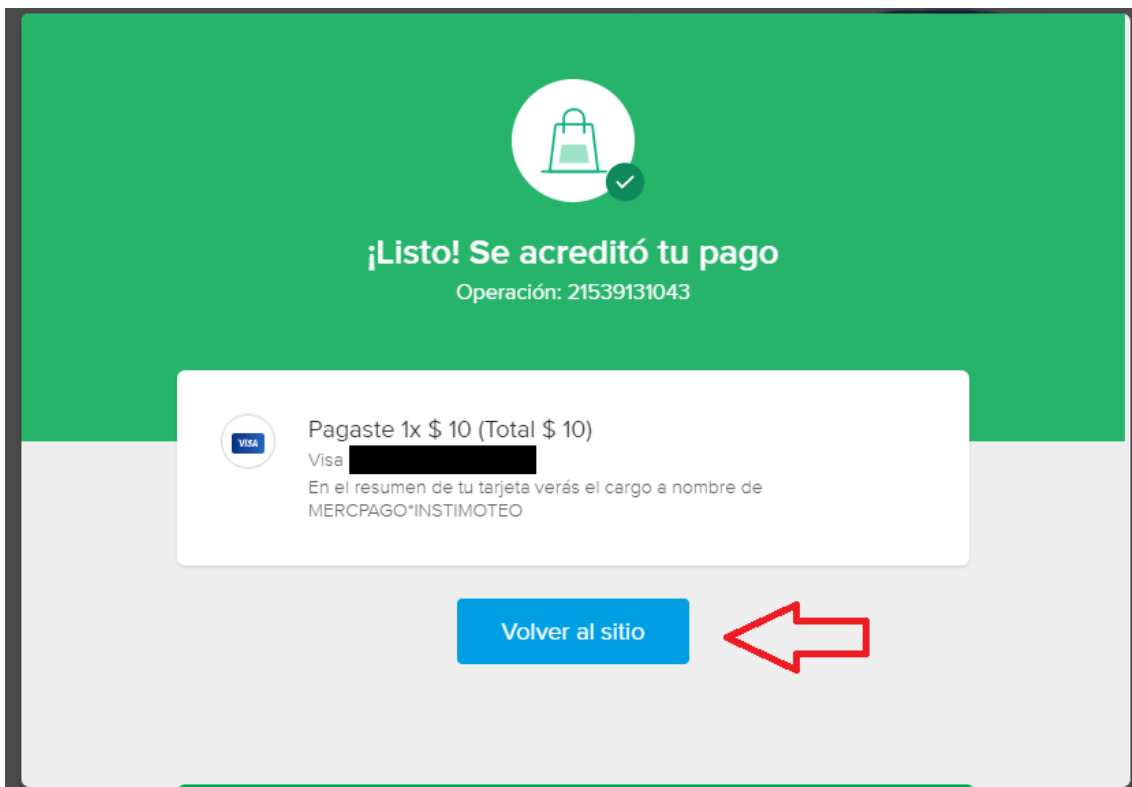 ¡Listo! Se acreditó tu pago
Operación: 21539131043
VISA
Pagaste 1x $ 10 (Total $ 10)
Visa
En el resumen de tu tarjeta verás el cargo a nombre de
MERCPAGO*INSTIMOTEO
Volver al sitio